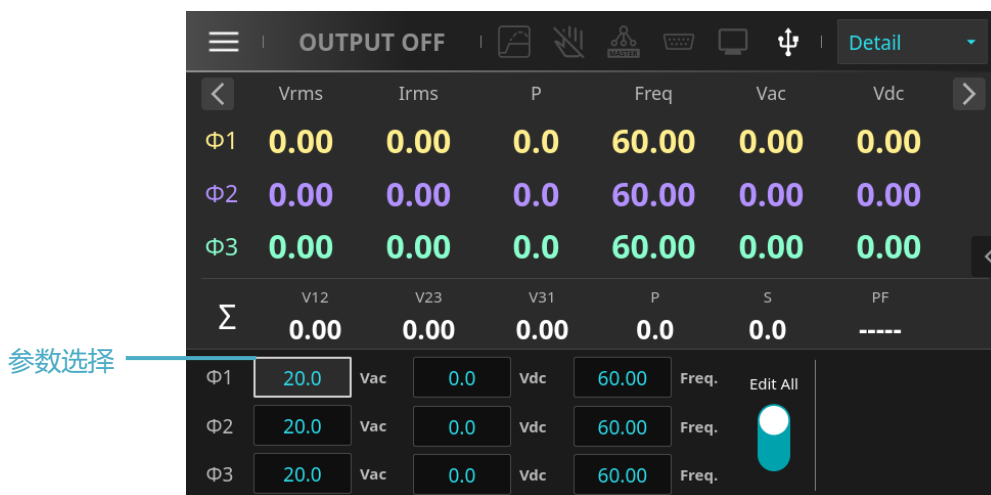 OUTPUT OFF MASTER Detail
Vrms Irms P Freq Vac Vdc
Φ1 0.00 0.00 0.0 60.00 0.00 0.00
Φ2 0.00 0.00 0.0 60.00 0.00 0.00
Φ3 0.00 0.00 0.0 60.00 0.00 0.00
V12 V23 V31 P S PF
Σ 0.00 0.00 0.00 0.0 0.0 -----
参数选择
Φ1 20.0 Vac 0.0 Vdc 60.00 Freq. Edit All
Φ2 20.0 Vac 0.0 Vdc 60.00 Freq.
Φ3 20.0 Vac 0.0 Vdc 60.00 Freq.